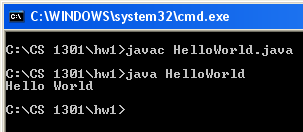 C:\WINDOWS\system32\cmd.exe
C:\CS 1301\hw1>javac HelloWorld.java
C:\CS 1301\hw1>java HelloWorld
Hello World
C:\CS 1301\hw1>